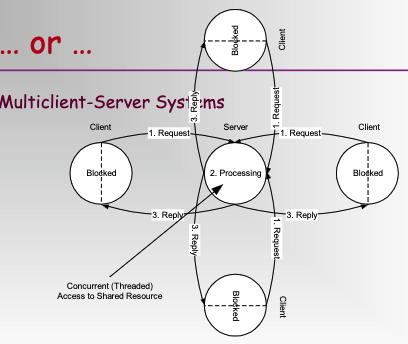 ... or ...
Blocked
Client
Multiclient-Server Systems
3. Reply
1. Request
Client
Server
Client
1. Request
1. Request
Blocked
2. Processing
Blocked
3. Reply
3. Reply
3. Reply
1. Request
Concurrent (Threaded)
Access to Shared Resource
Blocked
Client